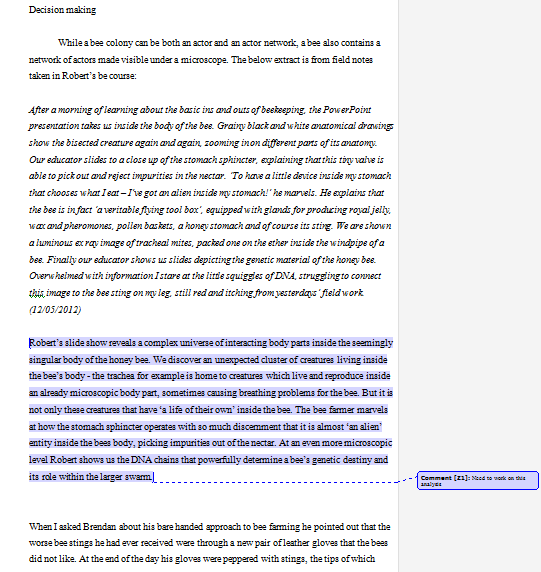 Decision making
While a bee colony can be both an actor and an actor network, a bee also contains a
network of actors made visible under a microscope. The below extract is from field notes
taken in Robert's be course:
After a morning of learning about the basic ins and outs of beekeeping, the PowerPoint
presentation takes us inside the body of the bee. Grainy black and white anatomical drawings
show the bisected creature again and again, zooming in on different parts of its anatomy.
Our educator slides to a close up of the stomach sphincter, explaining that this tiny valve is
able to pick out and reject impurities in the nectar. 'To have a little device inside my stomach
that chooses what I eat – I've got an alien inside my stomach!' he marvels. He explains that
the bee is in fact 'a veritable flying tool box', equipped with glands for producing royal jelly,
wax and pheromones, pollen baskets, a honey stomach and of course its sting. We are shown
a luminous ex ray image of tracheal mites, packed one on the ether inside the windpipe of a
bee. Finally our educator shows us slides depicting the genetic material of the honey bee.
Overwhelmed with information I stare at the little squiggles of DNA, struggling to connect
this image to the bee sting on my leg, still red and itching from yesterdays' field work.
(12/05/2012)
Robert's slide show reveals a complex universe of interacting body parts inside the seemingly
singular body of the honey bee. We discover an unexpected cluster of creatures living inside
the bee's body - the trachea for example is home to creatures which live and reproduce inside
an already microscopic body part, sometimes causing breathing problems for the bee. But it is
not only these creatures that have 'a life of their own' inside the bee. The bee farmer marvels
at how the stomach sphincter operates with so much discernment that it is almost 'an alien'
entity inside the bees body, picking impurities out of the nectar. At an even more microscopic
level Robert shows us the DNA chains that powerfully determine a bee's genetic destiny and
its role within the larger swarm.
Comment [Z1]: Need to work on this
analysis
When I asked Brendan about his bare handed approach to bee farming he pointed out that the
worse bee stings he had ever received were through a new pair of leather gloves that the bees
did not like. At the end of the day his gloves were peppered with stings, the tips of which